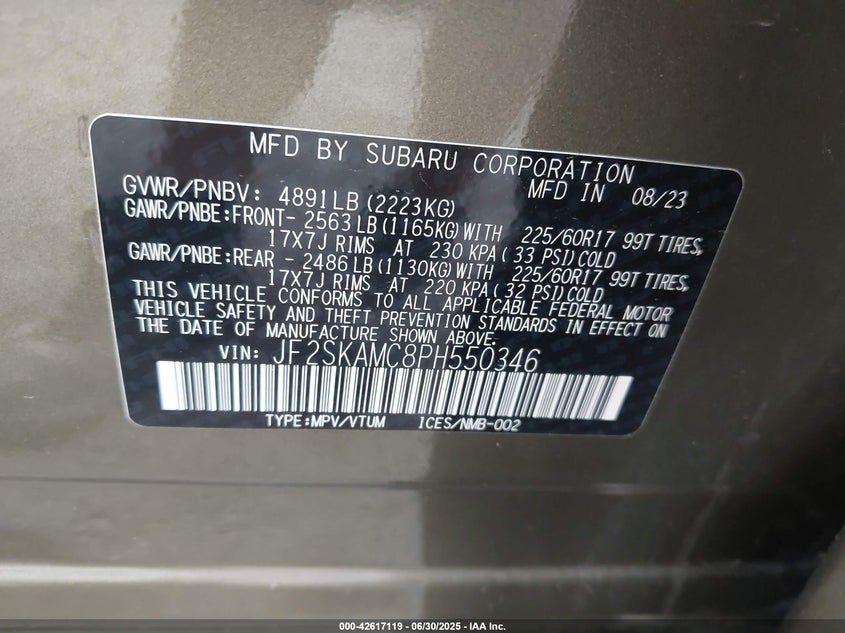 MFD BY SUBARU CORPORATION
GVWR/PNBV: 4891LB(2223KG) MFD IN 08/23
GAWR/PNBE:FRONT- 2563LB(1165KG)WITH 225/60R17 99T TIRES,
17X7J RIMS AT 230 KPA( 33 PSI)COLD
GAWR/PNBE:REAR - 2486LB(1130KG)WITH 225/60R17 99T TIRES,
17X7J RIMS AT 220 KPA( 32 PSI)COLD
THIS VEHICLE CONFORMS TO ALL APPLICABLE FEDERAL MOTOR
VEHICLE SAFETY AND THEFT PREVENTION STANDARDS IN EFFECT ON
THE DATE OF MANUFACTURE SHOWN ABOVE.
VIN: JF2SKAMC8PH550346
TYPE:MPV/VTUM ICES/NMB-002
000-42617119 - 06/30/2025 - IAA Inc.